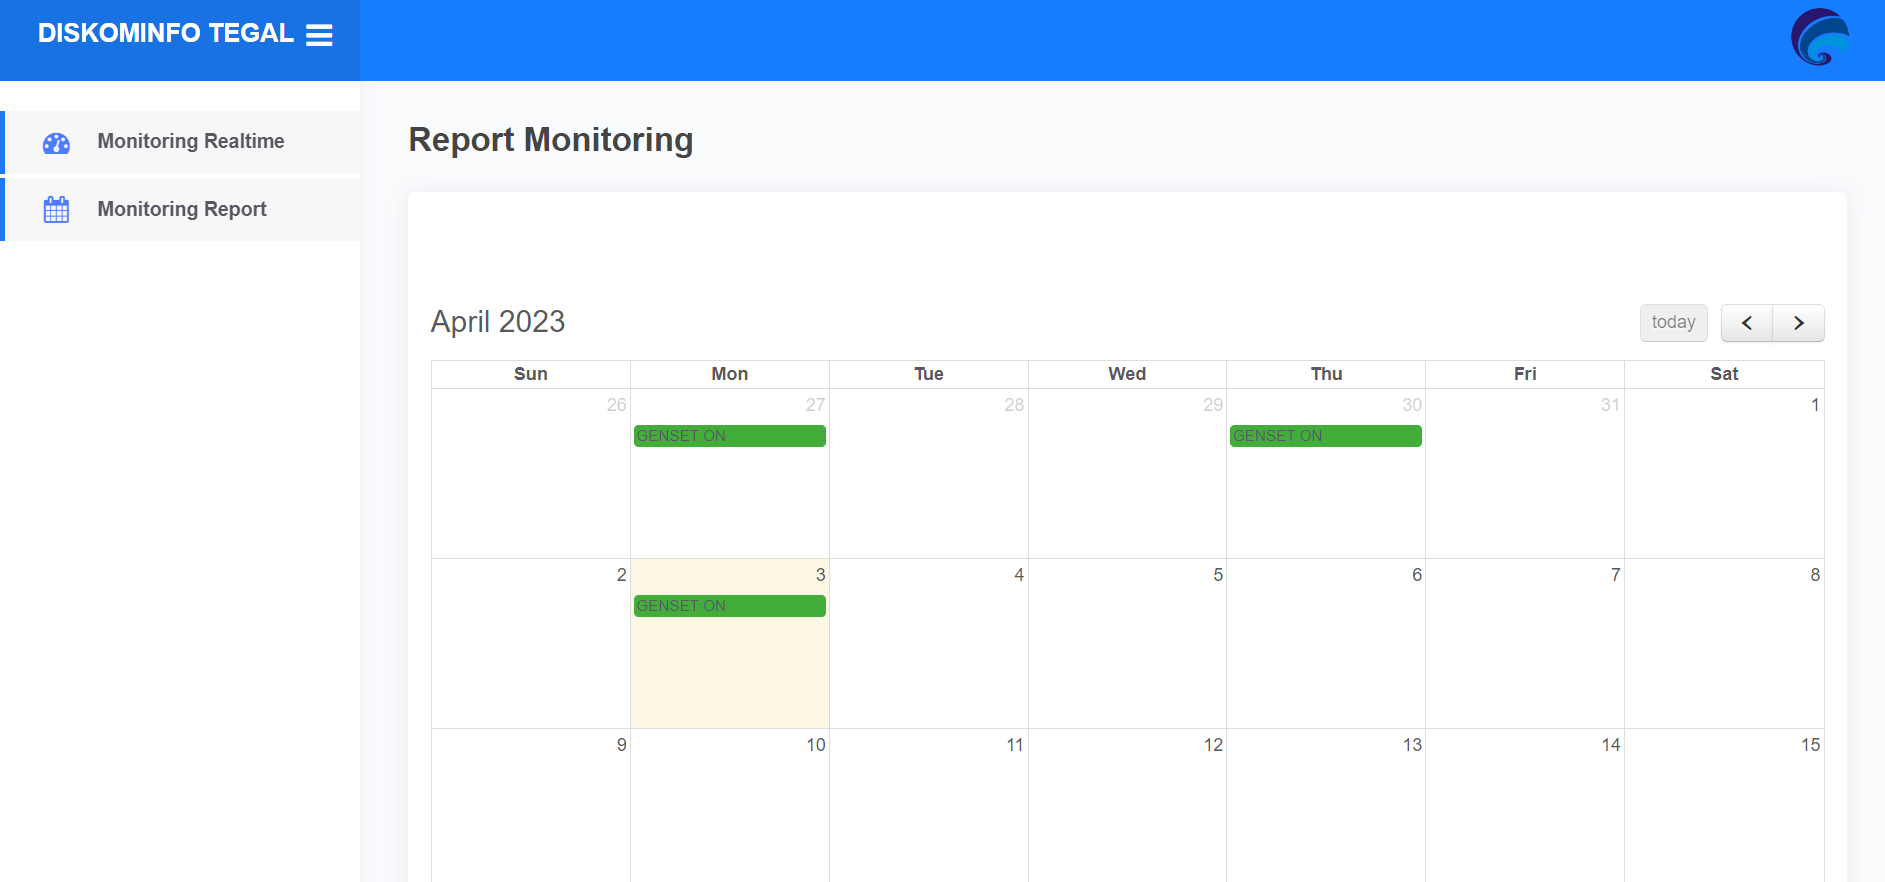 DISKOMINFO TEGAL
Monitoring Realtime
Monitoring Report
Report Monitoring
April 2023
today
Sun Mon Tue Wed Thu Fri Sat
26 27 28 29 30 31 1
GENSET ON GENSET ON
2 3 4 5 6 7 8
GENSET ON
9 10 11 12 13 14 15